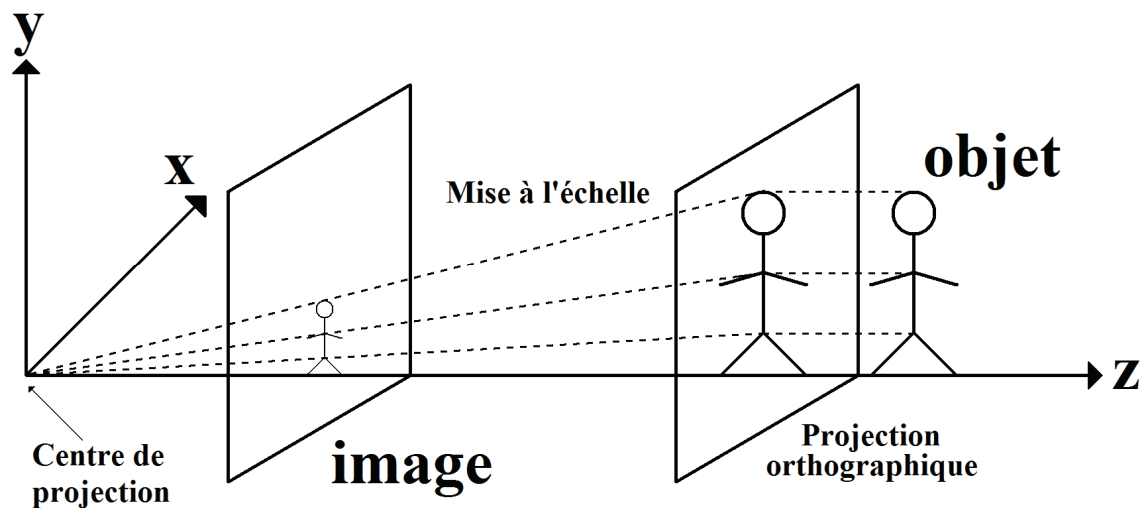 y
x
Mise à l'échelle
objet
z
Centre de
projection
image
Projection
orthographique